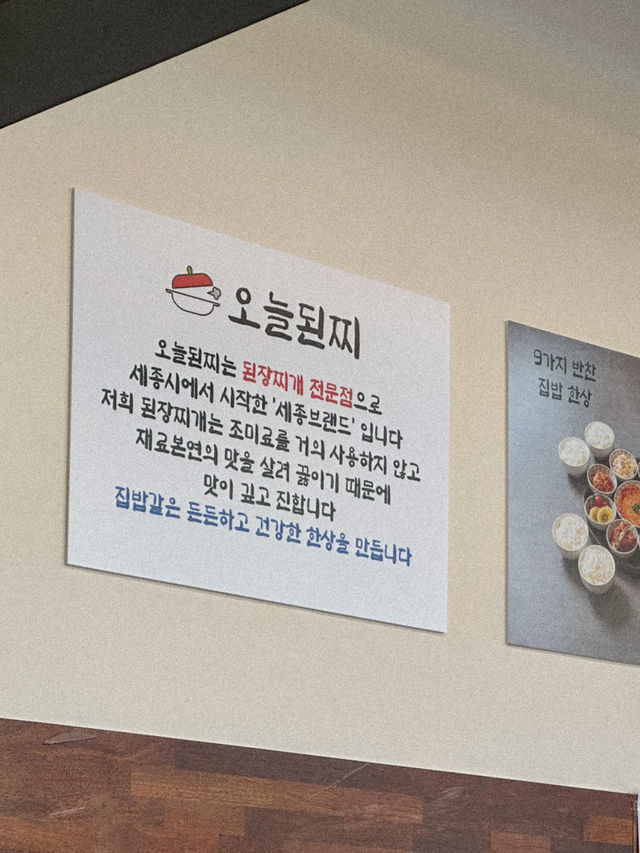 오늘된찌
오늘된찌는 된장찌개 전문점으로
세종시에서 시작한 '세종브랜드' 입니다
저희 된장찌개는 조미료를 거의 사용하지 않고
재료본연의 맛을 살려 끓이기 때문에
맛이 깊고 진합니다
집밥같은 든든하고 건강한 한상을 만듭니다
9가지 반찬
집밥 한상